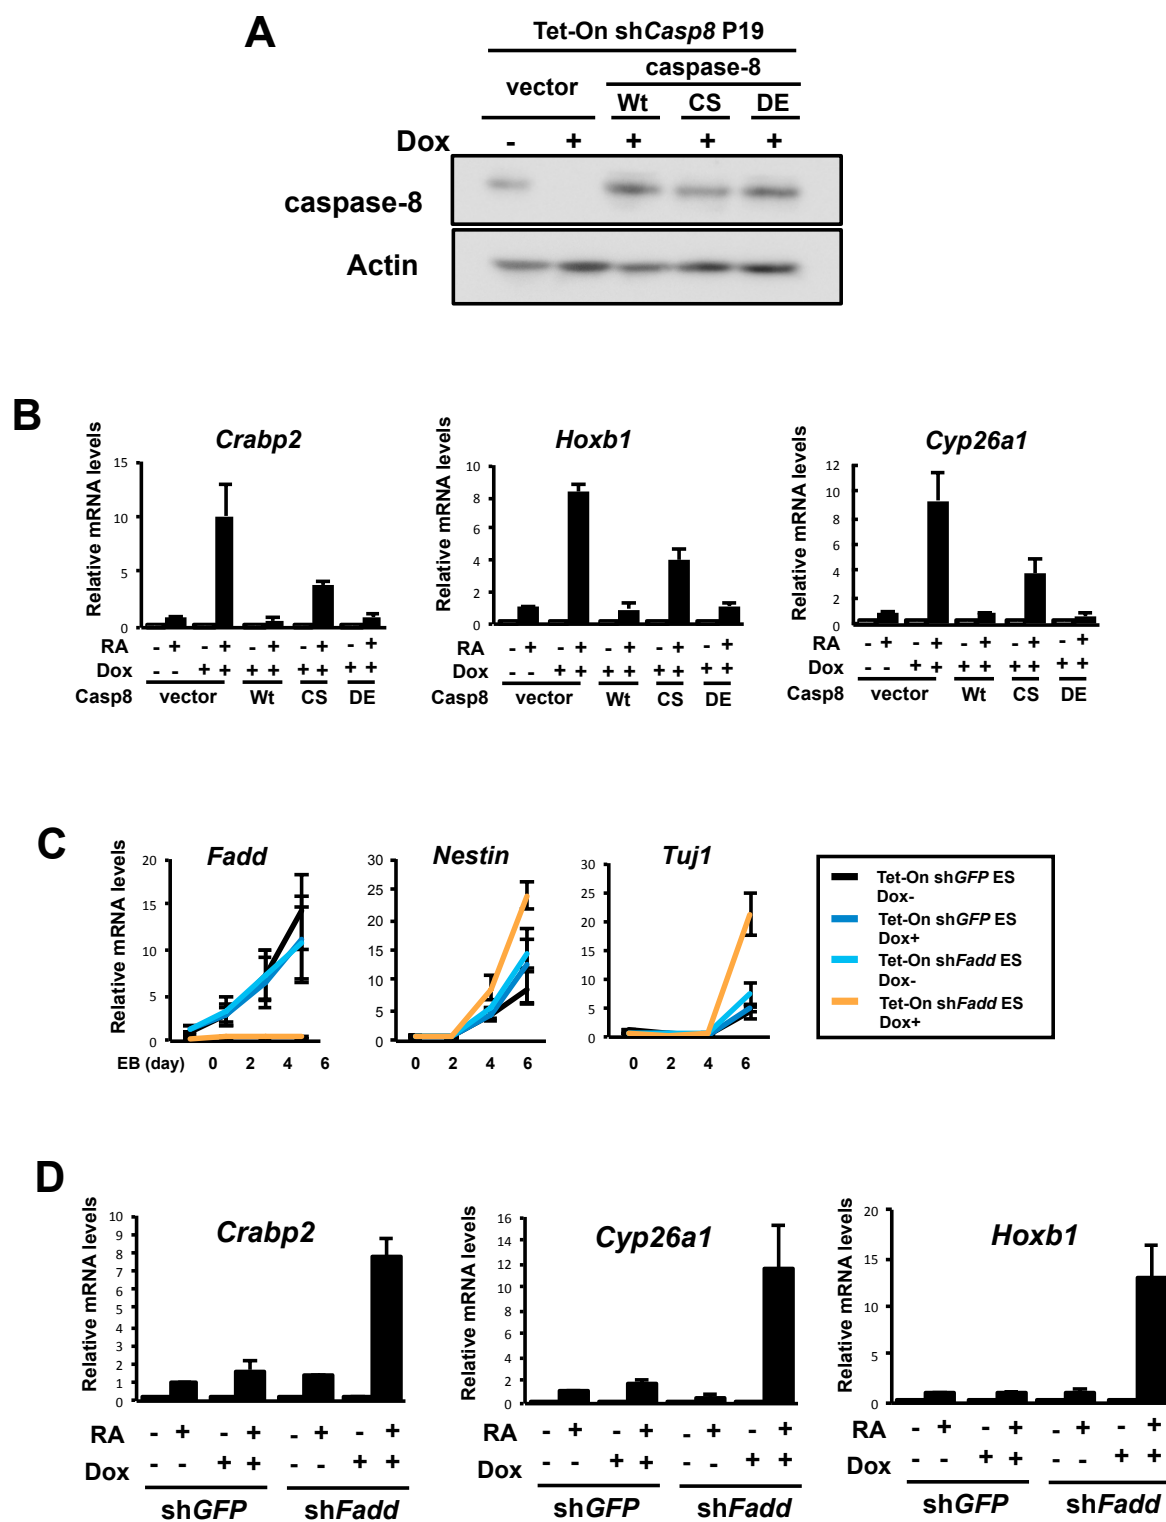 A
Tet-On shCasp8 P19
caspase-8
vector
Wt CS DE
Dox - + + + +
caspase-8
Actin
B
Crabp2
Relative mRNA levels
15
10
5
0
RA - + - + - + - + - +
Dox - - + + + + + + + +
Casp8 vector Wt CS DE
Hoxb1
Relative mRNA levels
10
8
6
4
2
0
RA - + - + - + - + - +
Dox - - + + + + + + + +
Casp8 vector Wt CS DE
Cyp26a1
Relative mRNA levels
12
10
8
6
4
2
0
RA - + - + - + - + - +
Dox - - + + + + + + + +
Casp8 vector Wt CS DE
C
Fadd
Relative mRNA levels
20
15
10
5
0
EB (day) 0 2 4 6
Nestin
30
25
20
15
10
5
0
0 2 4 6
Tuj1
30
25
20
15
10
5
0
0 2 4 6
Tet-On shGFP ES
Dox-
Tet-On shGFP ES
Dox+
Tet-On shFadd ES
Dox-
Tet-On shFadd ES
Dox+
D
Crabp2
Relative mRNA levels
10
9
8
7
6
5
4
3
2
1
0
RA - + - + - + - +
Dox - - + + - - + +
shGFP shFadd
Cyp26a1
Relative mRNA levels
16
14
12
10
8
6
4
2
0
RA - + - + - + - +
Dox - - + + - - + +
shGFP shFadd
Hoxb1
Relative mRNA levels
20
15
10
5
0
RA - + - + - + - +
Dox - - + + - - + +
shGFP shFadd